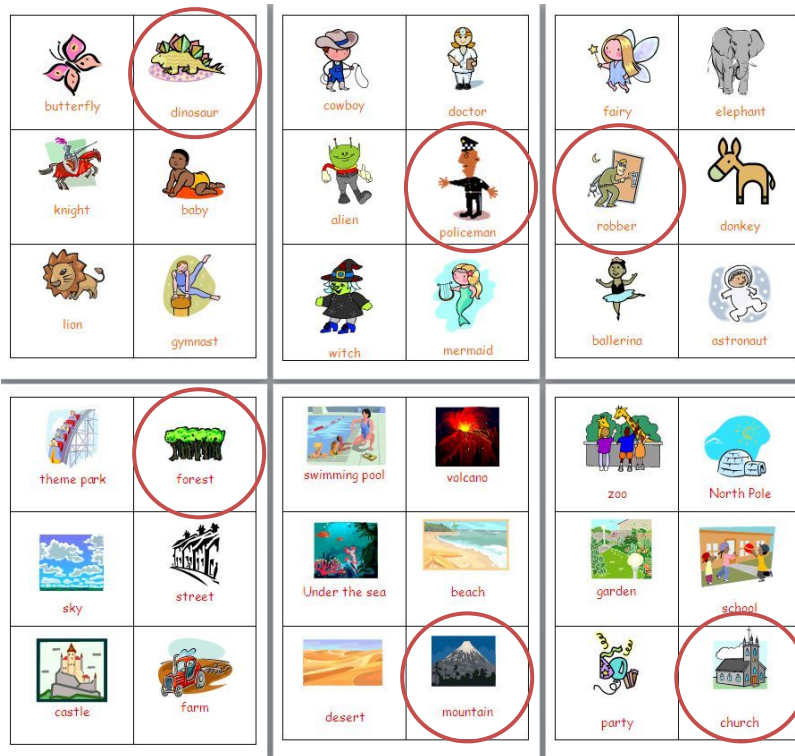 butterfly
dinosaur
knight
baby
lion
gymnast
cowboy
doctor
alien
policeman
witch
mermaid
fairy
elephant
robber
donkey
ballerina
astronaut
theme park
forest
sky
street
castle
farm
swimming pool
volcano
Under the sea
beach
desert
mountain
zoo
North Pole
garden
school
party
church